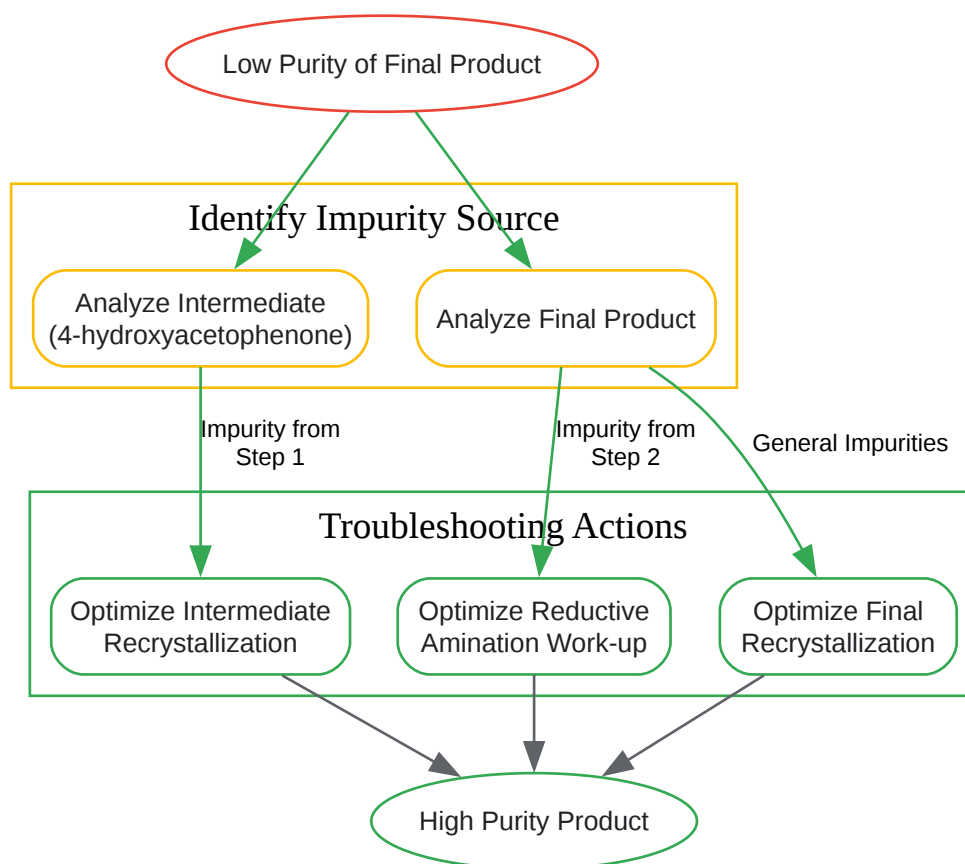 Low Purity of Final Product
Identify Impurity Source
Analyze Intermediate
(4-hydroxyacetophenone)
Analyze Final Product
Impurity from
Step 1
Impurity from
Step 2
General Impurities
Troubleshooting Actions
Optimize Intermediate
Recrystallization
Optimize Reductive
Amination Work-up
Optimize Final
Recrystallization
High Purity Product